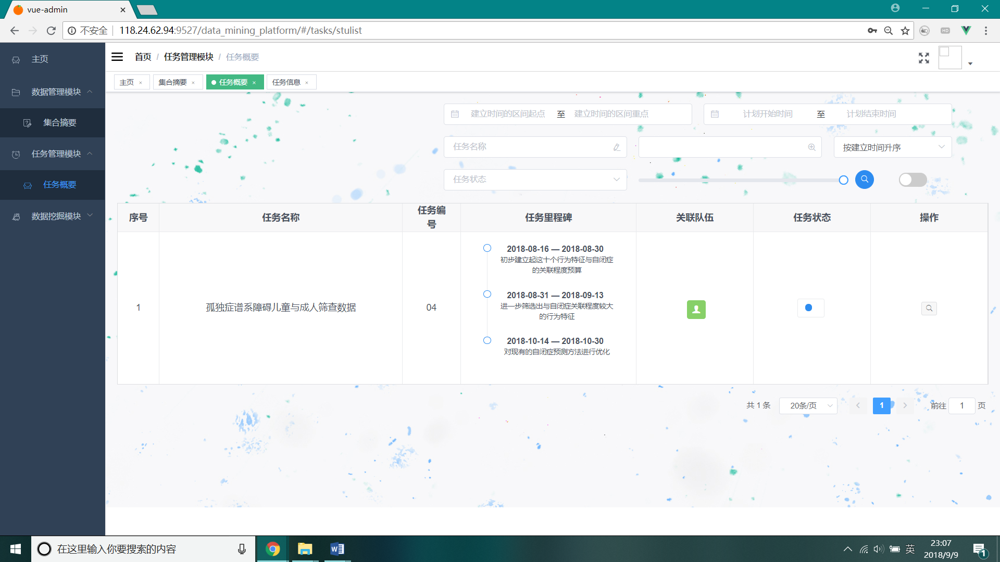 vue-admin
不安全 118.24.62.94:9527/data_mining_platform/#/tasks/stulist
HD
主页
数据管理模块
集合摘要
任务管理模块
任务概要
数据挖掘模块
首页 / 任务管理模块 / 任务概要
主页 × 集合摘要 × 任务概要 × 任务信息 ×
建立时间的区间起点 至 建立时间的区间重点 计划开始时间 至 计划结束时间
任务名称 按建立时间升序
任务状态
序号 任务名称 任务编号 任务里程碑 关联队伍 任务状态 操作
1 孤独症谱系障碍儿童与成人筛查数据 04
2018-08-16 — 2018-08-30
初步建立起这十个行为特征与自闭症
的关联程度预算
2018-08-31 — 2018-09-13
进一步筛选出与自闭症关联程度较大
的行为特征
2018-10-14 — 2018-10-30
对现有的自闭症预测方法进行优化
共 1 条 20条/页 1 前往 1 页
在这里输入你要搜索的内容
英
23:07
2018/9/9
1